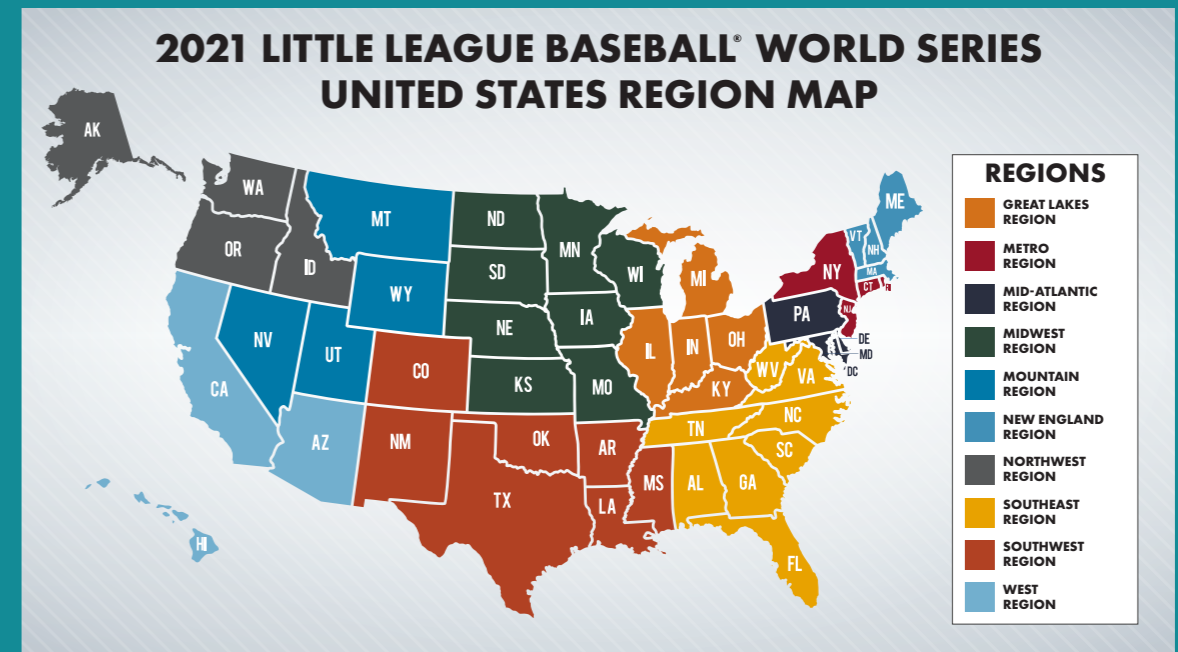 2021 LITTLE LEAGUE BASEBALL® WORLD SERIES
UNITED STATES REGION MAP
AK
WA
OR
ID
MT
WY
NV
UT
CA
AZ
HI
ND
SD
NE
KS
MN
IA
MO
WI
CO
NM
OK
TX
AR
LA
MS
MI
IL
IN
OH
KY
TN
WV
VA
NC
SC
AL
GA
FL
PA
DE
MD
DC
NY
NJ
CT
RI
MA
VT
NH
ME
REGIONS
GREAT LAKES
REGION
METRO
REGION
MID-ATLANTIC
REGION
MIDWEST
REGION
MOUNTAIN
REGION
NEW ENGLAND
REGION
NORTHWEST
REGION
SOUTHEAST
REGION
SOUTHWEST
REGION
WEST
REGION